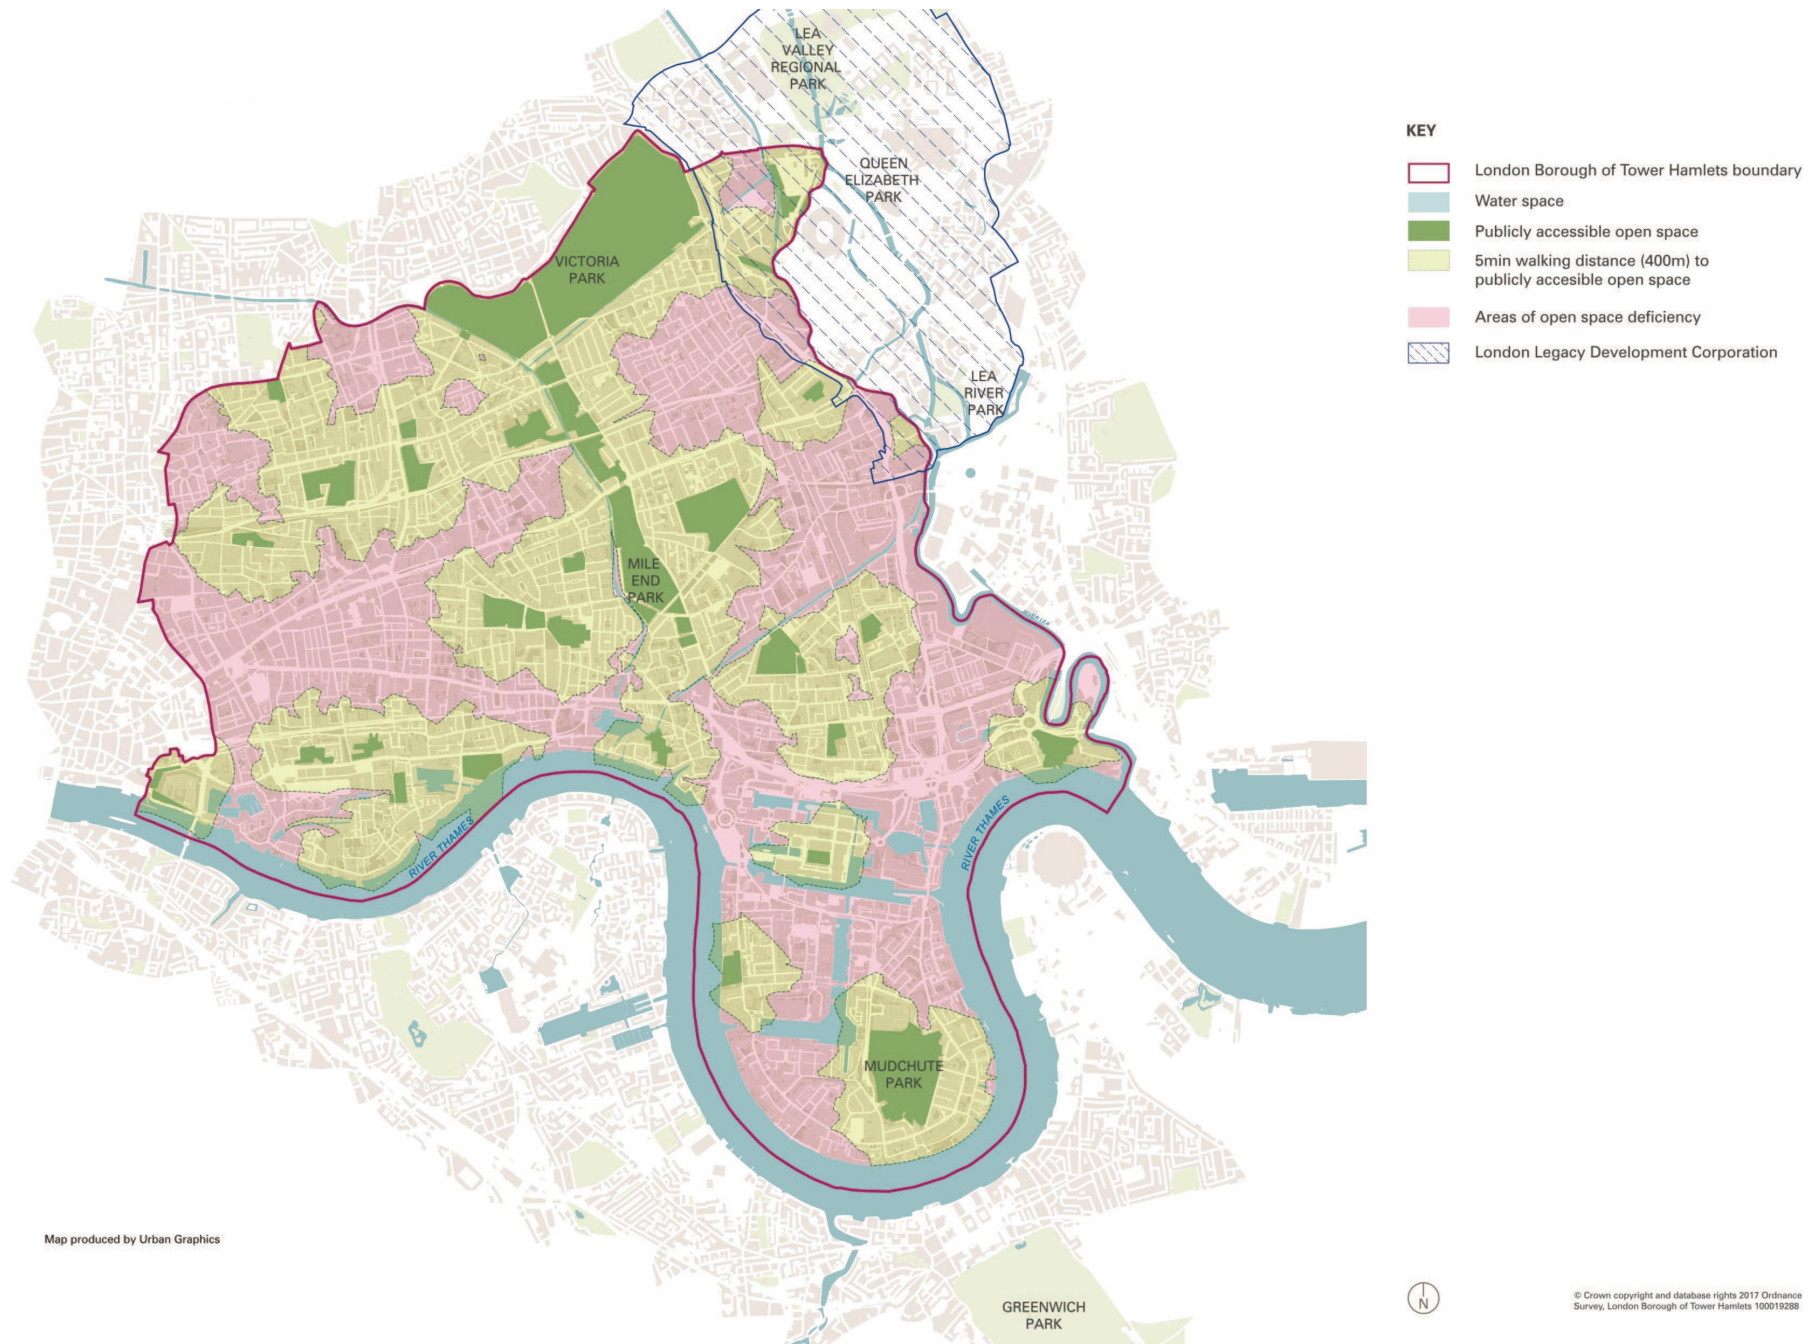 LEA
VALLEY
REGIONAL
PARK
QUEEN
ELIZABETH
PARK
VICTORIA
PARK
LEA
RIVER
PARK
MILE
END
PARK
RIVER LEA
RIVER THAMES
RIVER THAMES
MUDCHUTE
PARK
GREENWICH
PARK
Map produced by Urban Graphics
KEY
London Borough of Tower Hamlets boundary
Water space
Publicly accessible open space
5min walking distance (400m) to
publicly accesible open space
Areas of open space deficiency
London Legacy Development Corporation
N
© Crown copyright and database rights 2017 Ordnance
Survey, London Borough of Tower Hamlets 100019288